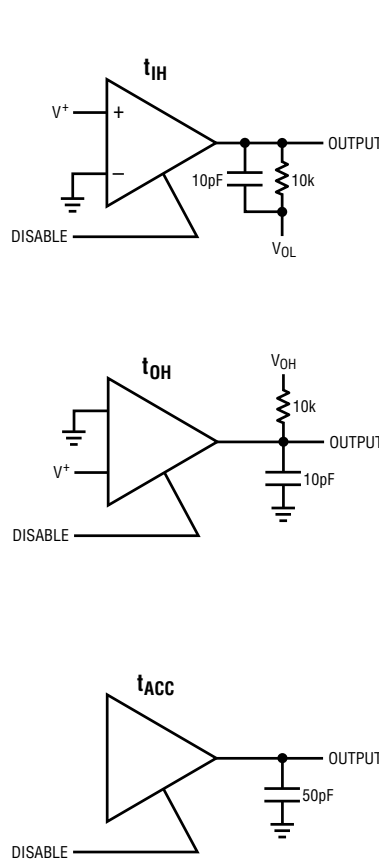 tIH
V+
+
−
10pF
10k
OUTPUT
DISABLE
VOL
tOH
VOH
10k
V+
OUTPUT
10pF
DISABLE
tACC
OUTPUT
50pF
DISABLE